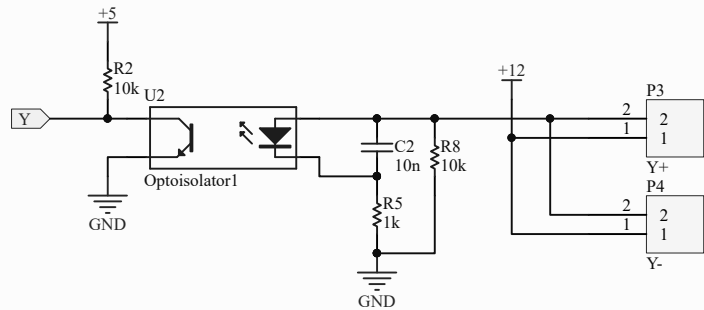 +5
R2
10k
Y
U2
Optoisolator1
GND
C2
10n
R8
10k
R5
1k
GND
+12
P3
2
1
2
1
Y+
P4
2
1
2
1
Y-